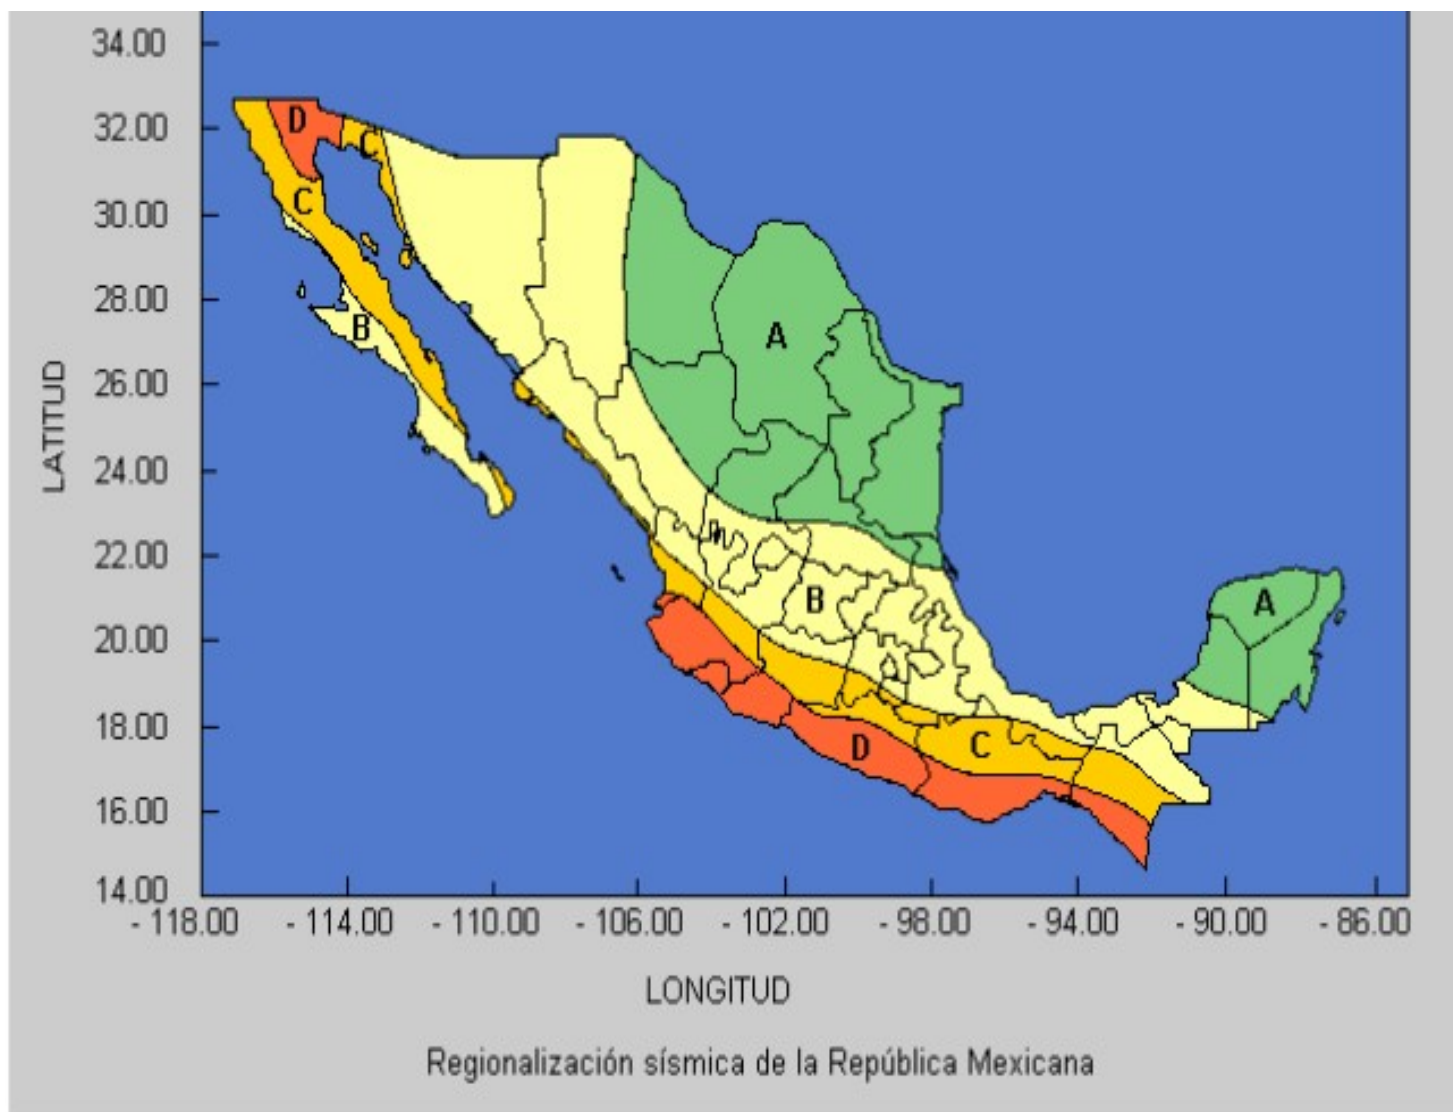 34.00
32.00
30.00
28.00
26.00
24.00
22.00
20.00
18.00
16.00
14.00
LATITUD
D
C
C
B
A
B
A
D
C
- 118.00 - 114.00 - 110.00 - 106.00 - 102.00 - 98.00 - 94.00 - 90.00 - 86.00
LONGITUD
Regionalización sísmica de la República Mexicana